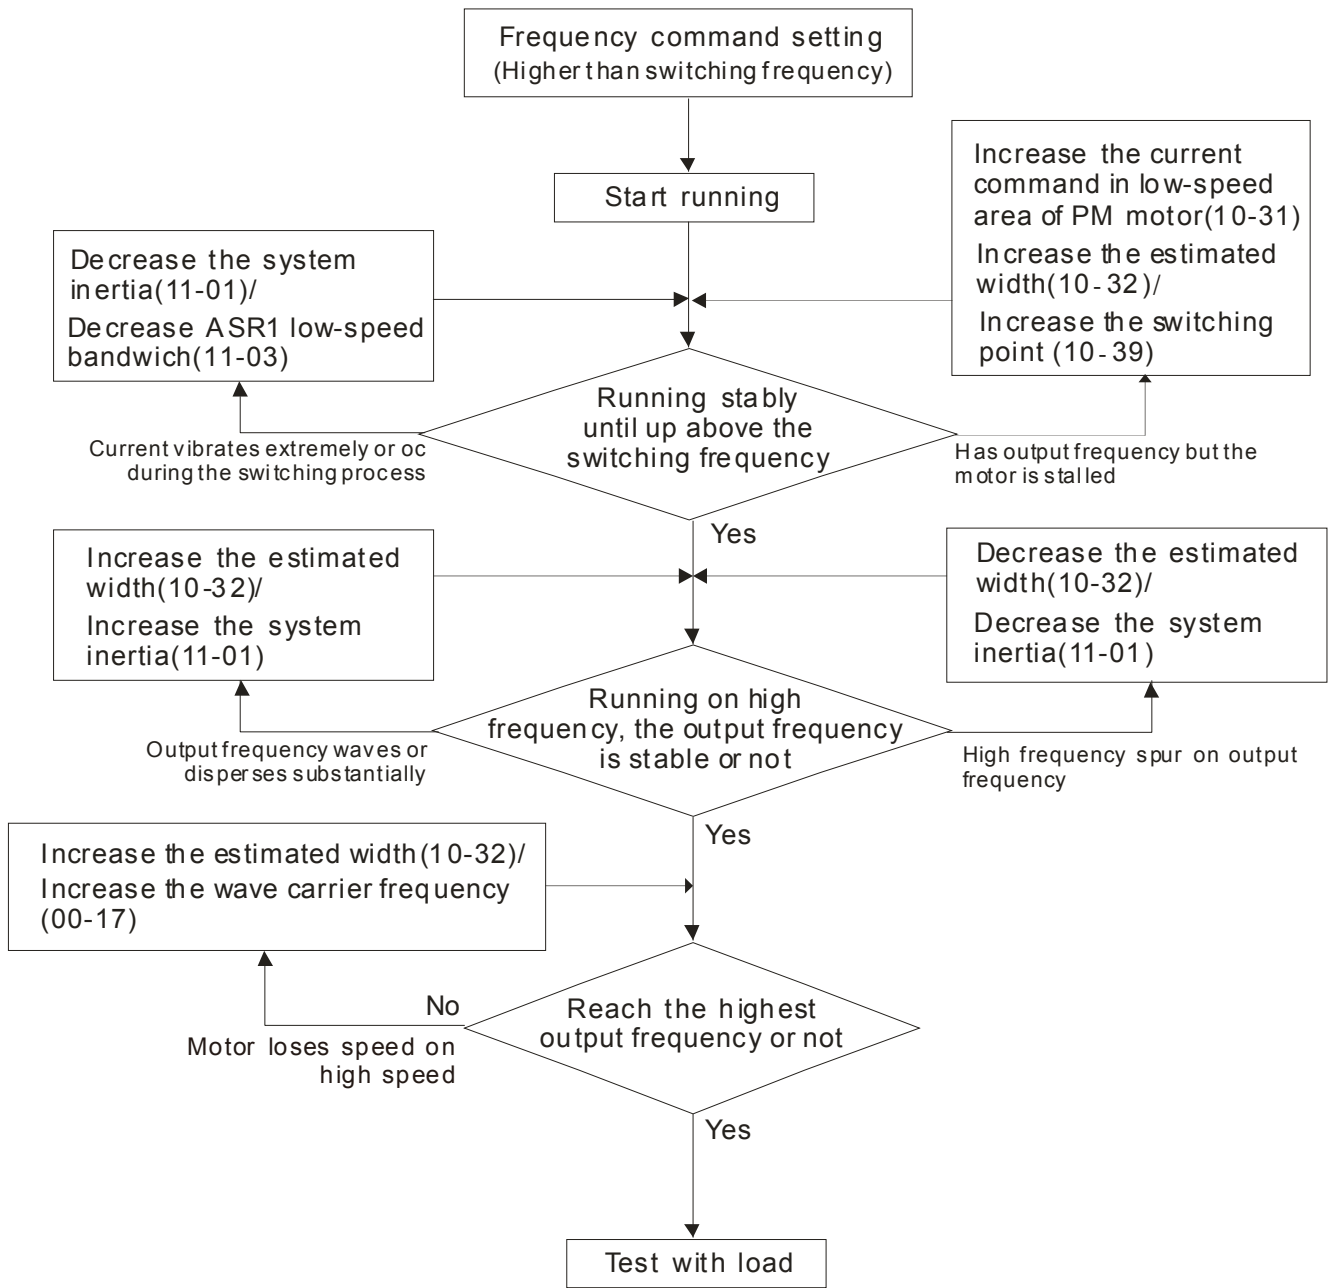 Frequency command setting
(Higher than switching frequency)
Start running
Increase the current
command in low-speed
area of PM motor(10-31)
Increase the estimated
width(10-32)/
Increase the switching
point (10-39)
Decrease the system
inertia(11-01)/
Decrease ASR1 low-speed
bandwich(11-03)
Running stably
until up above the
switching frequency
Current vibrates extremely or oc
during the switching process
Has output frequency but the
motor is stalled
Yes
Increase the estimated
width(10-32)/
Increase the system
inertia(11-01)
Decrease the estimated
width(10-32)/
Decrease the system
inertia(11-01)
Running on high
frequency, the output frequency
is stable or not
Output frequency waves or
disperses substantially
High frequency spur on output
frequency
Yes
Increase the estimated width(10-32)/
Increase the wave carrier frequency
(00-17)
No
Reach the highest
output frequency or not
Motor loses speed on
high speed
Yes
Test with load